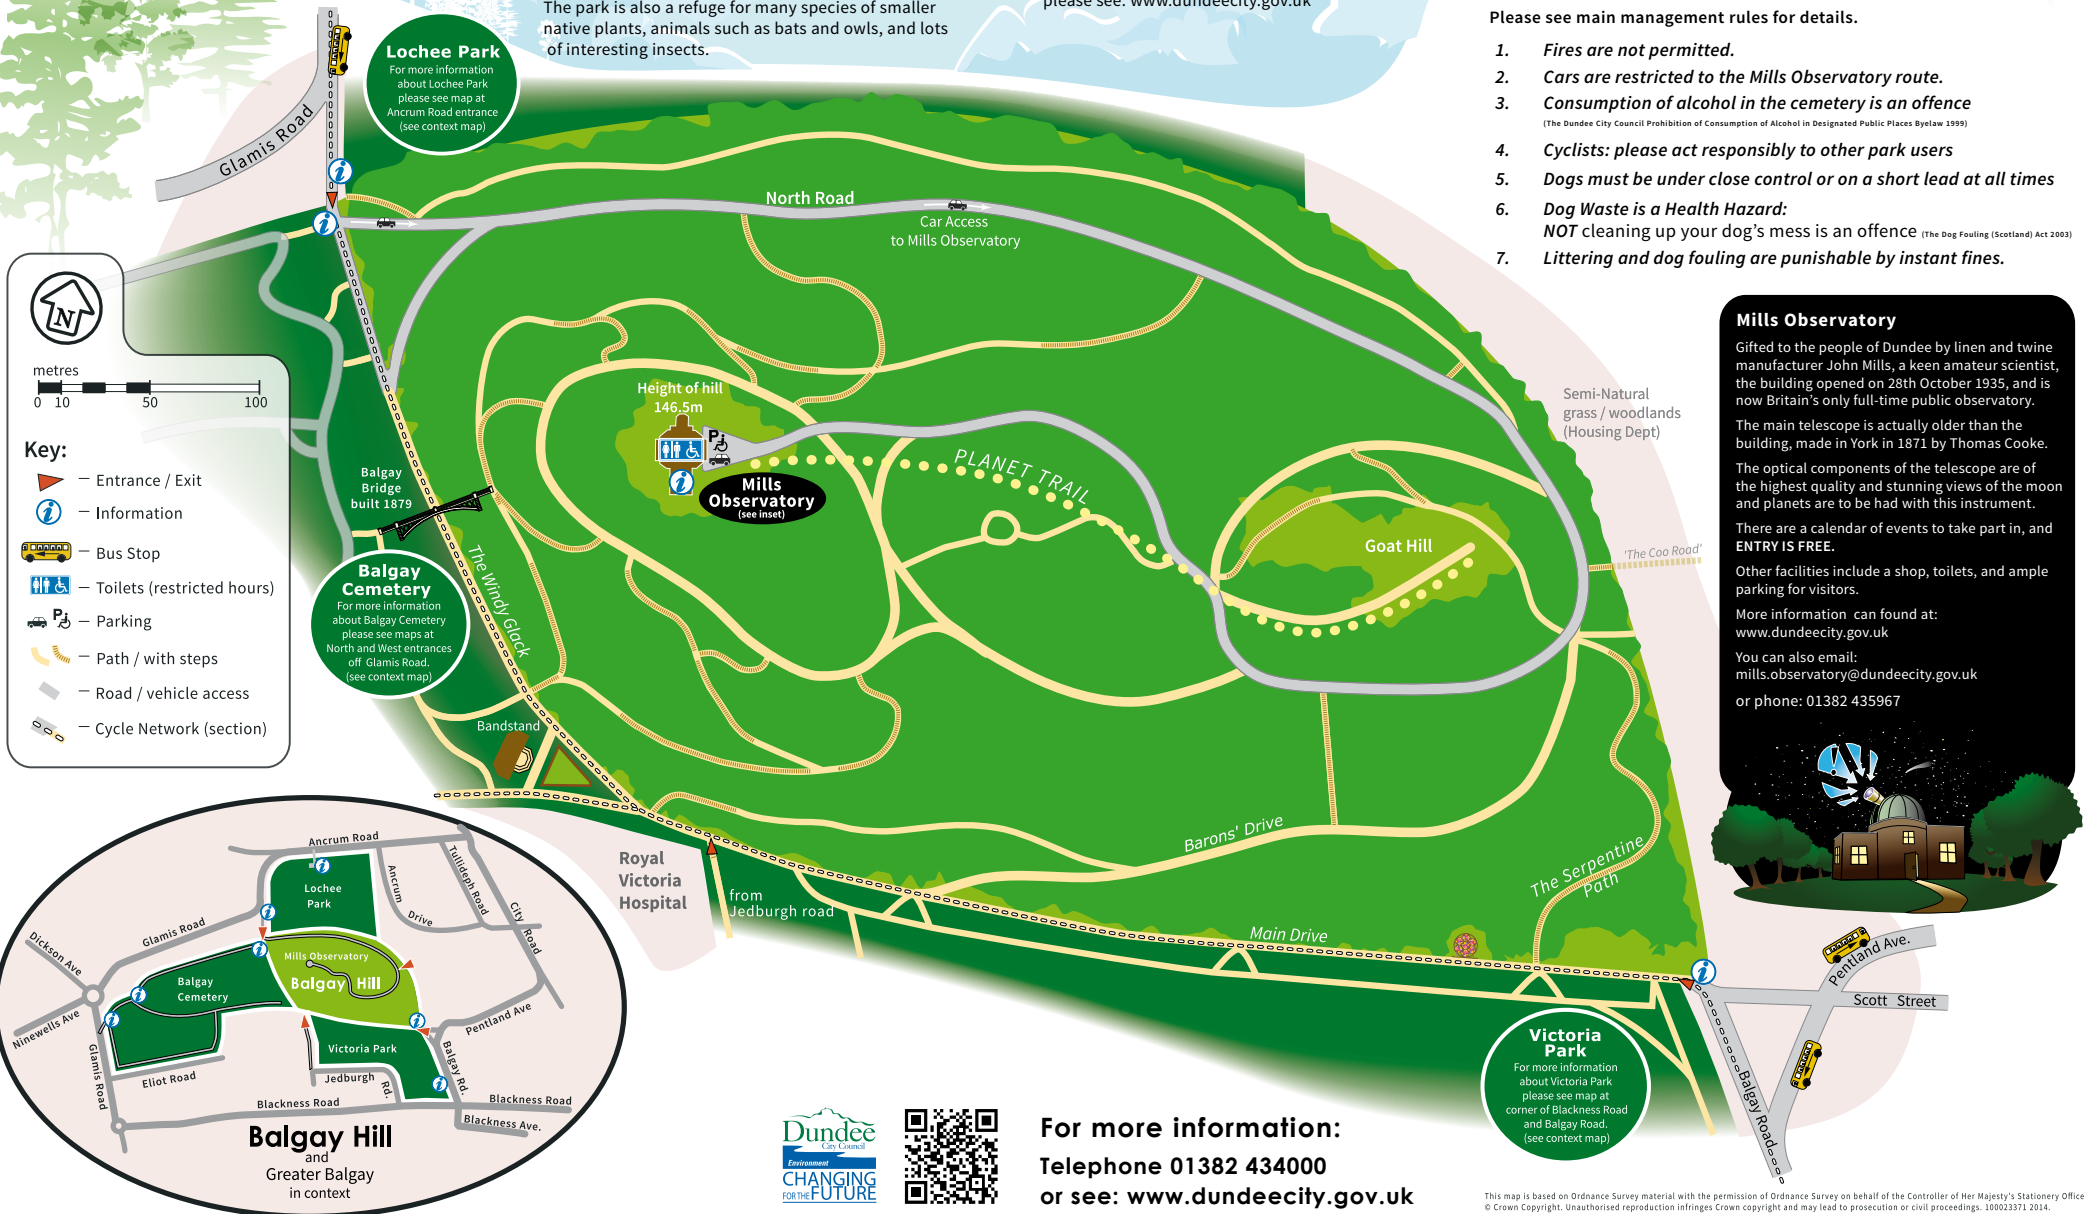 The park is also a refuge for many species of smaller
native plants, animals such as bats and owls, and lots
of interesting insects.
please see: www.dundeecity.gov.uk
Please see main management rules for details.
1. Fires are not permitted.
2. Cars are restricted to the Mills Observatory route.
3. Consumption of alcohol in the cemetery is an offence
(The Dundee City Council Prohibition of Consumption of Alcohol in Designated Public Places Byelaw 1999)
4. Cyclists: please act responsibly to other park users
5. Dogs must be under close control or on a short lead at all times
6. Dog Waste is a Health Hazard:
NOT cleaning up your dog's mess is an offence (The Dog Fouling (Scotland) Act 2003)
7. Littering and dog fouling are punishable by instant fines.
Lochee Park
For more information
about Lochee Park
please see map at
Ancrum Road entrance
(see context map)
Glamis Road
North Road
Car Access
to Mills Observatory
N
metres
0 10 50 100
Key:
– Entrance / Exit
– Information
– Bus Stop
– Toilets (restricted hours)
P – Parking
– Path / with steps
– Road / vehicle access
– Cycle Network (section)
Height of hill
146.5m
P
Mills
Observatory
(see inset)
PLANET TRAIL
Goat Hill
Semi-Natural
grass / woodlands
(Housing Dept)
'The Coo Road'
Balgay
Bridge
built 1879
The Windy Glack
Balgay
Cemetery
For more information
about Balgay Cemetery
please see maps at
North and West entrances
off Glamis Road.
(see context map)
Bandstand
Royal
Victoria
Hospital
from
Jedburgh road
Barons' Drive
Main Drive
The Serpentine
Path
Mills Observatory
Gifted to the people of Dundee by linen and twine
manufacturer John Mills, a keen amateur scientist,
the building opened on 28th October 1935, and is
now Britain's only full-time public observatory.
The main telescope is actually older than the
building, made in York in 1871 by Thomas Cooke.
The optical components of the telescope are of
the highest quality and stunning views of the moon
and planets are to be had with this instrument.
There are a calendar of events to take part in, and
ENTRY IS FREE.
Other facilities include a shop, toilets, and ample
parking for visitors.
More information can found at:
www.dundeecity.gov.uk
You can also email:
mills.observatory@dundeecity.gov.uk
or phone: 01382 435967
Pentland Ave.
Scott Street
Balgay Road
Victoria
Park
For more information
about Victoria Park
please see map at
corner of Blackness Road
and Balgay Road.
(see context map)
Ancrum Road
Lochee
Park
Ancrum
Drive
Tullideph Road
City
Road
Glamis Road
Dickson Ave
Mills Observatory
Balgay Hill
Balgay
Cemetery
Ninewells Ave
Glamis Road
Pentland Ave
Victoria Park
Balgay Rd.
Eliot Road
Jedburgh
Rd.
Blackness Road
Blackness Road
Blackness Ave.
Balgay Hill
and
Greater Balgay
in context
Dundee
City Council
Environment
CHANGING
FOR THE FUTURE
For more information:
Telephone 01382 434000
or see: www.dundeecity.gov.uk
This map is based on Ordnance Survey material with the permission of Ordnance Survey on behalf of the Controller of Her Majesty's Stationery Office
© Crown Copyright. Unauthorised reproduction infringes Crown copyright and may lead to prosecution or civil proceedings. 100023371 2014.